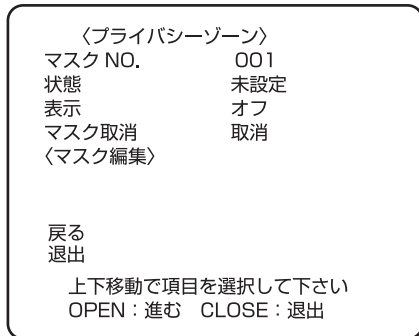 〈プライバシーゾーン〉
マスク NO. 001
状態 未設定
表示 オフ
マスク取消 取消
〈マスク編集〉
戻る
退出
上下移動で項目を選択して下さい
OPEN：進む CLOSE：退出